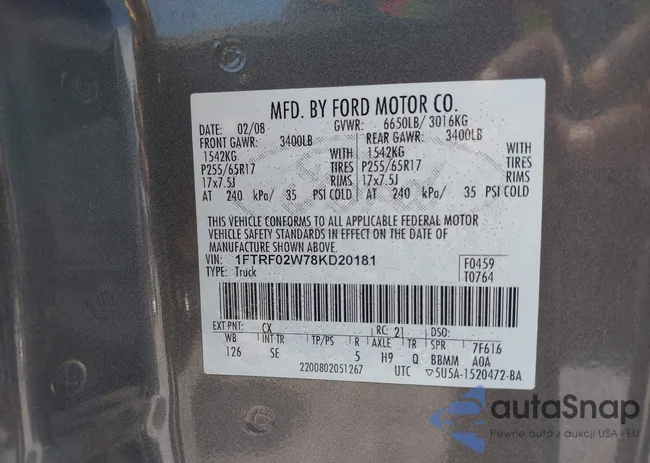 MFD. BY FORD MOTOR CO.
DATE: 02/08 GVWR: 6650LB/ 3016KG
FRONT GAWR: 3400LB REAR GAWR: 3400LB
1542KG WITH 1542KG WITH
P255/65R17 TIRES P255/65R17 TIRES
17x7.5J RIMS 17x7.5J RIMS
AT 240 kPa/ 35 PSI COLD AT 240 kPa/ 35 PSI COLD
THIS VEHICLE CONFORMS TO ALL APPLICABLE FEDERAL MOTOR
VEHICLE SAFETY STANDARDS IN EFFECT ON THE DATE OF
MANUFACTURE SHOWN ABOVE.
VIN: 1FTRF02W78KD20181 F0459
TYPE: Truck T0764
EXT PNT: CX RC: 21 DSO:
WB INT TR TP/PS R AXLE TR SPR 7F616
126 SE 5 H9 Q BBMM A0A
2200802051267 UTC ▽5U5A-1520472-BA
autaSnap
Pewne auto z aukcji USA - EU